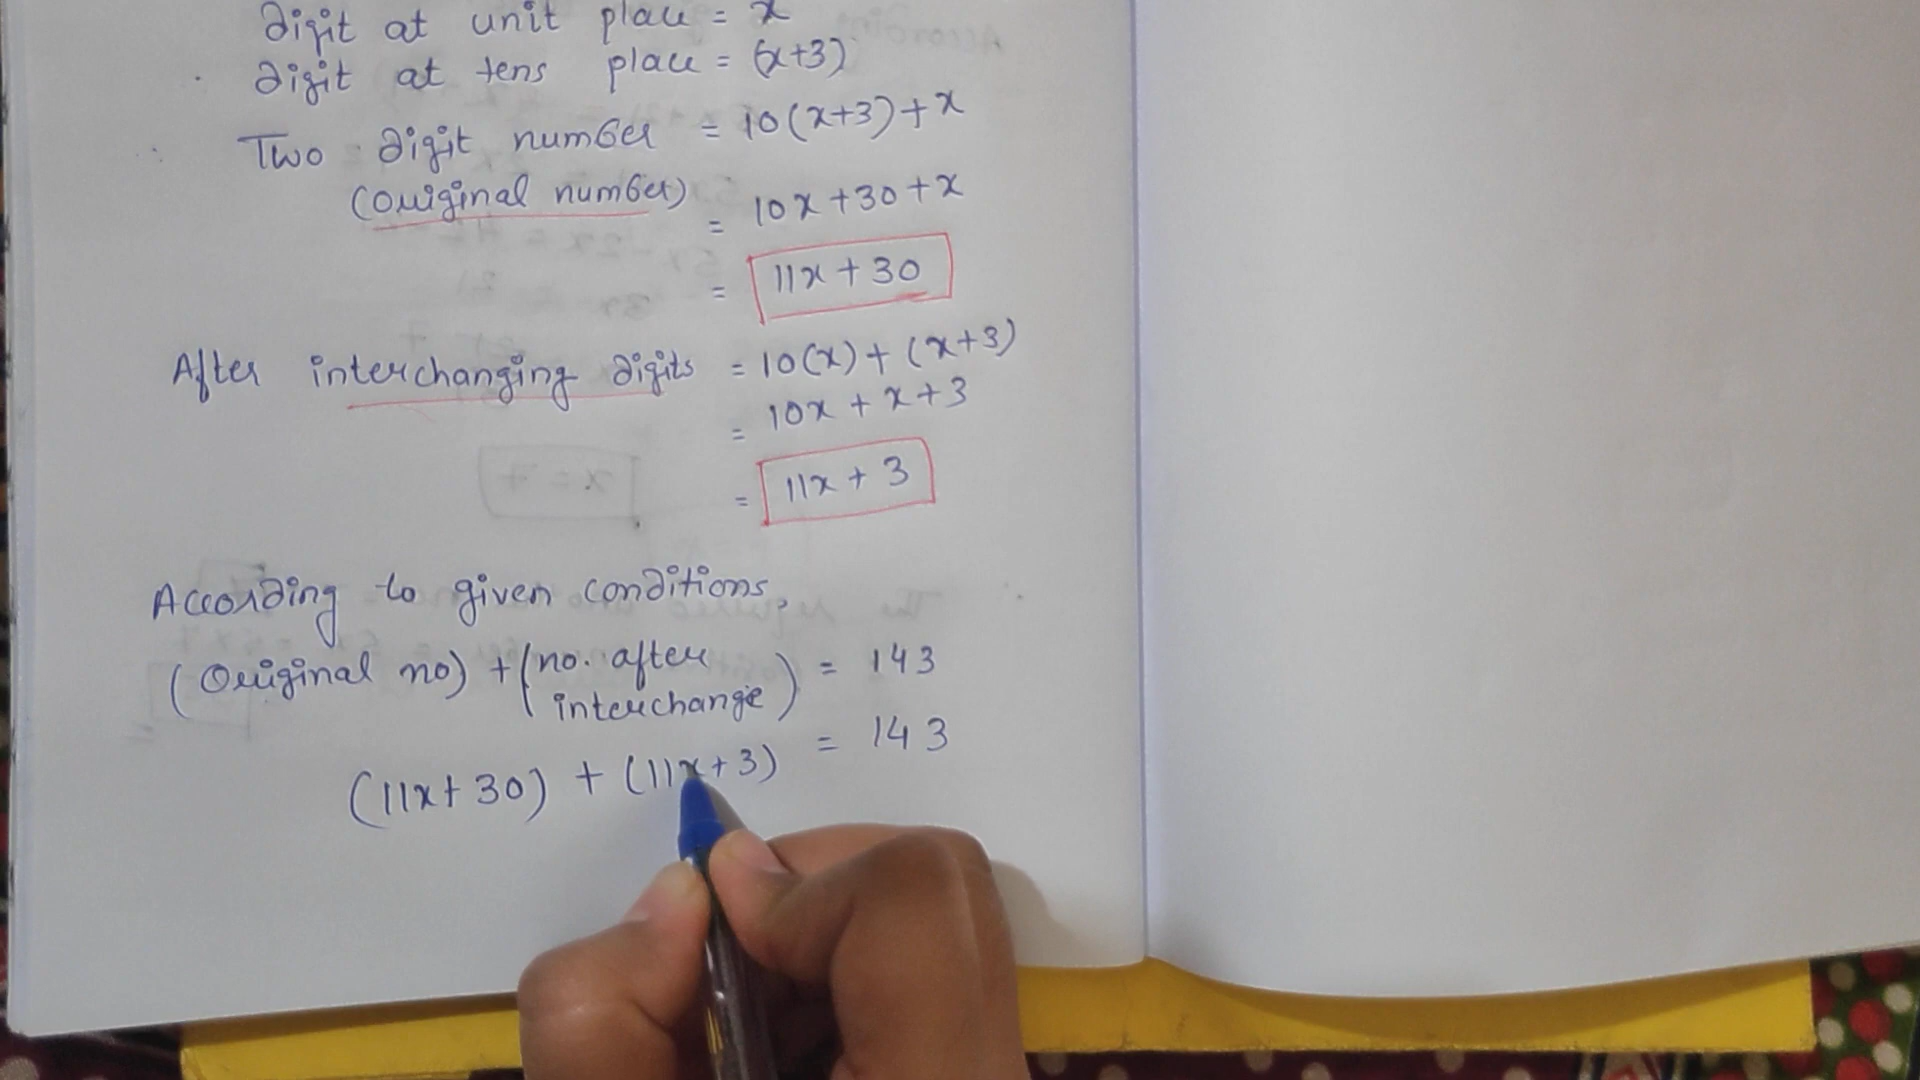 digit at unit place = x
digit at tens place = (x+3)
Two digit number = 10(x+3)+x
(original number)
= 10x+30+x
= 11x+30
After interchanging digits = 10(x)+(x+3)
= 10x+x+3
= 11x+3
According to given conditions,
(Original no)+(no. after interchange) = 143
(11x+30) + (11x+3) = 143